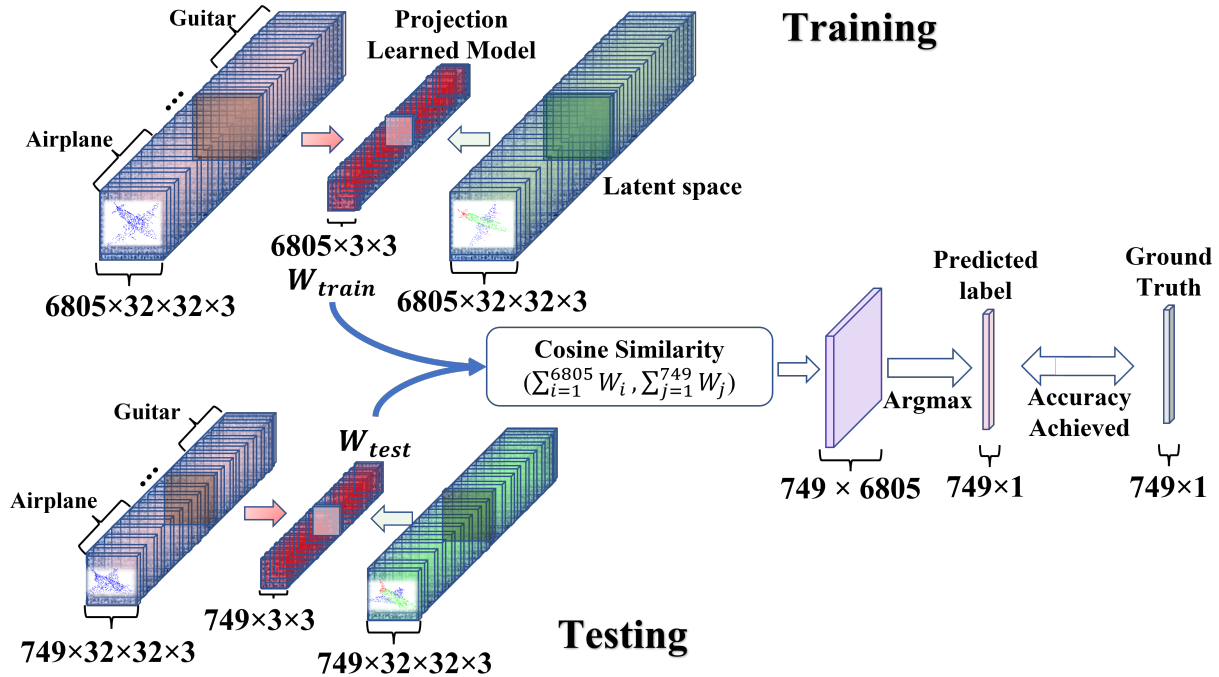 Training
Guitar
Projection
Learned Model
...
Airplane
Latent space
6805×3×3
W_train
6805×32×32×3
6805×32×32×3
Cosine Similarity
(∑_{i=1}^{6805} W_i , ∑_{j=1}^{749} W_j)
Predicted
label
Ground
Truth
Argmax
Accuracy
Achieved
749 × 6805
749×1
749×1
Guitar
W_test
...
Airplane
749×3×3
749×32×32×3
749×32×32×3
Testing